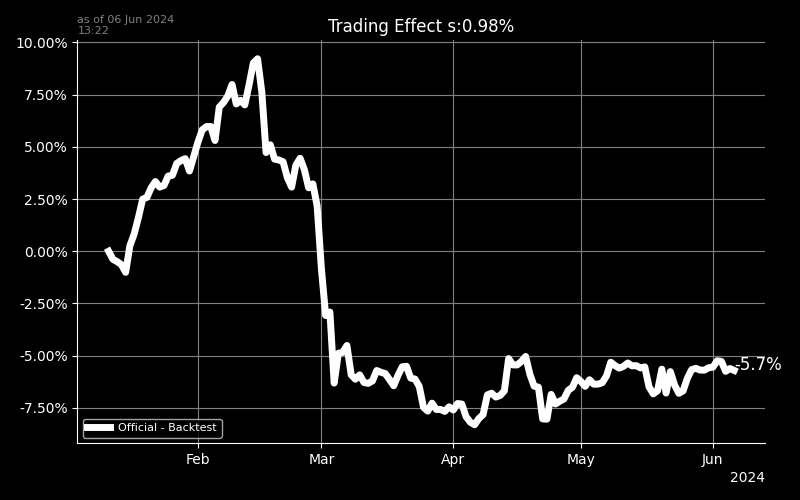 as of 06 Jun 2024
13:22
Trading Effect s:0.98%
10.00%
7.50%
5.00%
2.50%
0.00%
-2.50%
-5.00%
-5.7%
-7.50%
Official - Backtest
Feb
Mar
Apr
May
Jun
2024